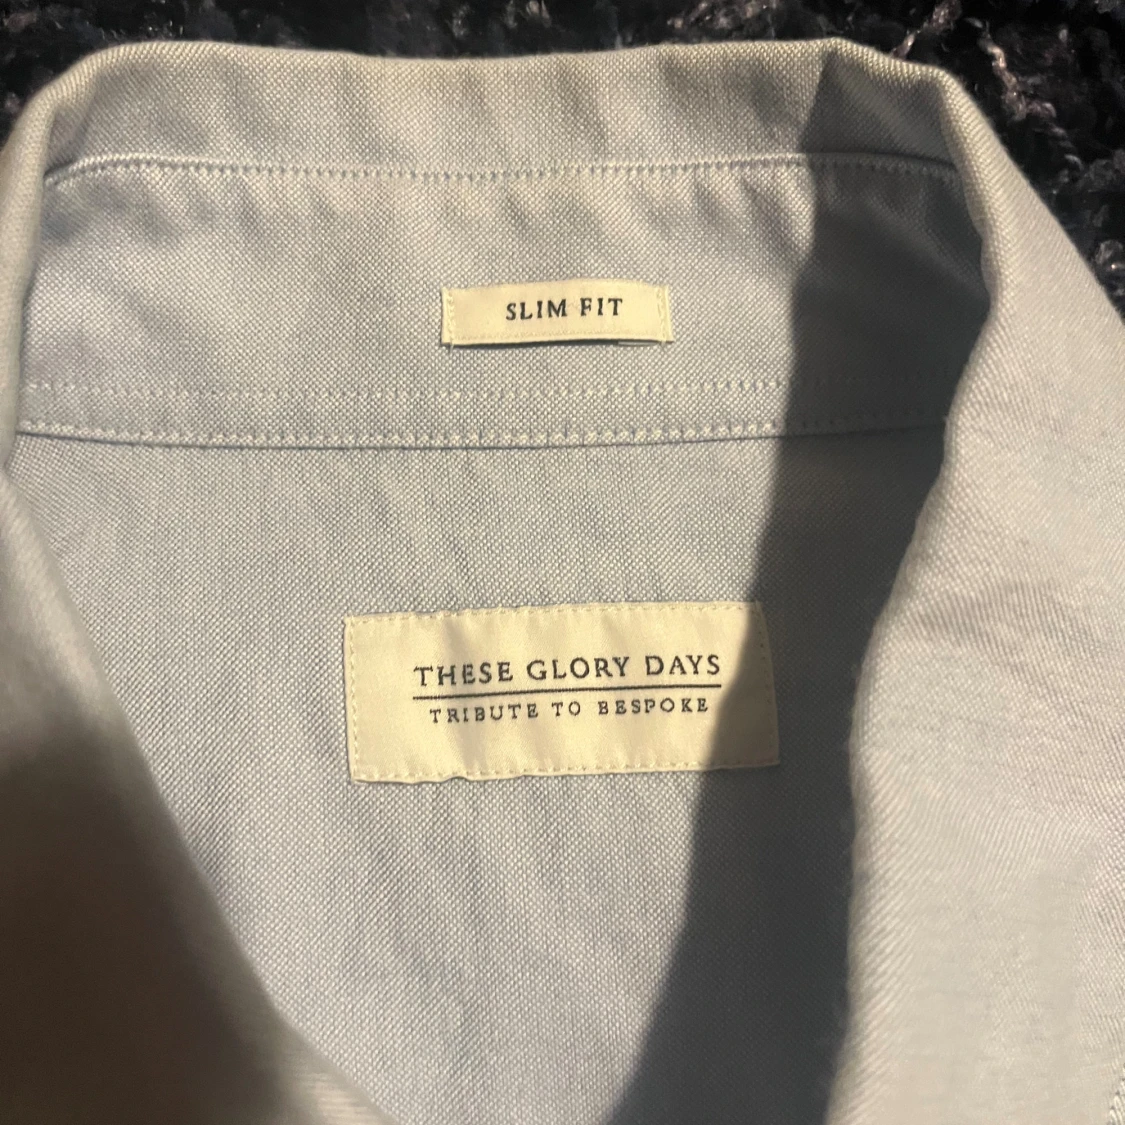 SLIM FIT
THESE GLORY DAYS
TRIBUTE TO BESPOKE